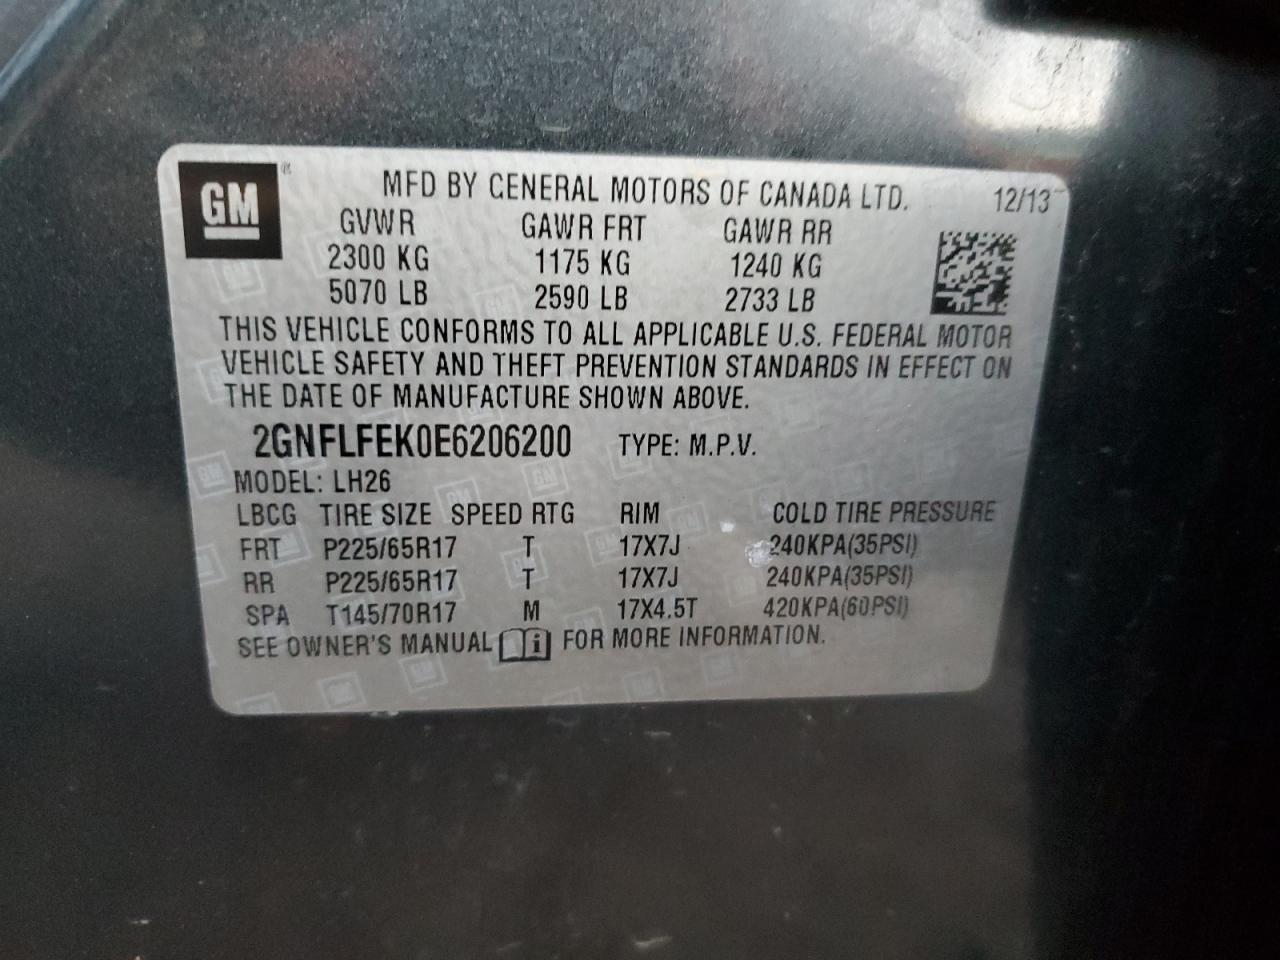 GM ® MFD BY GENERAL MOTORS OF CANADA LTD. 12/13
GVWR GAWR FRT GAWR RR
2300 KG 1175 KG 1240 KG
5070 LB 2590 LB 2733 LB
THIS VEHICLE CONFORMS TO ALL APPLICABLE U.S. FEDERAL MOTOR
VEHICLE SAFETY AND THEFT PREVENTION STANDARDS IN EFFECT ON
THE DATE OF MANUFACTURE SHOWN ABOVE.
2GNFLFEK0E6206200 TYPE: M.P.V.
MODEL: LH26
LBCG TIRE SIZE SPEED RTG RIM COLD TIRE PRESSURE
FRT P225/65R17 T 17X7J 240KPA(35PSI)
RR P225/65R17 T 17X7J 240KPA(35PSI)
SPA T145/70R17 M 17X4.5T 420KPA(60PSI)
SEE OWNER'S MANUAL i FOR MORE INFORMATION.